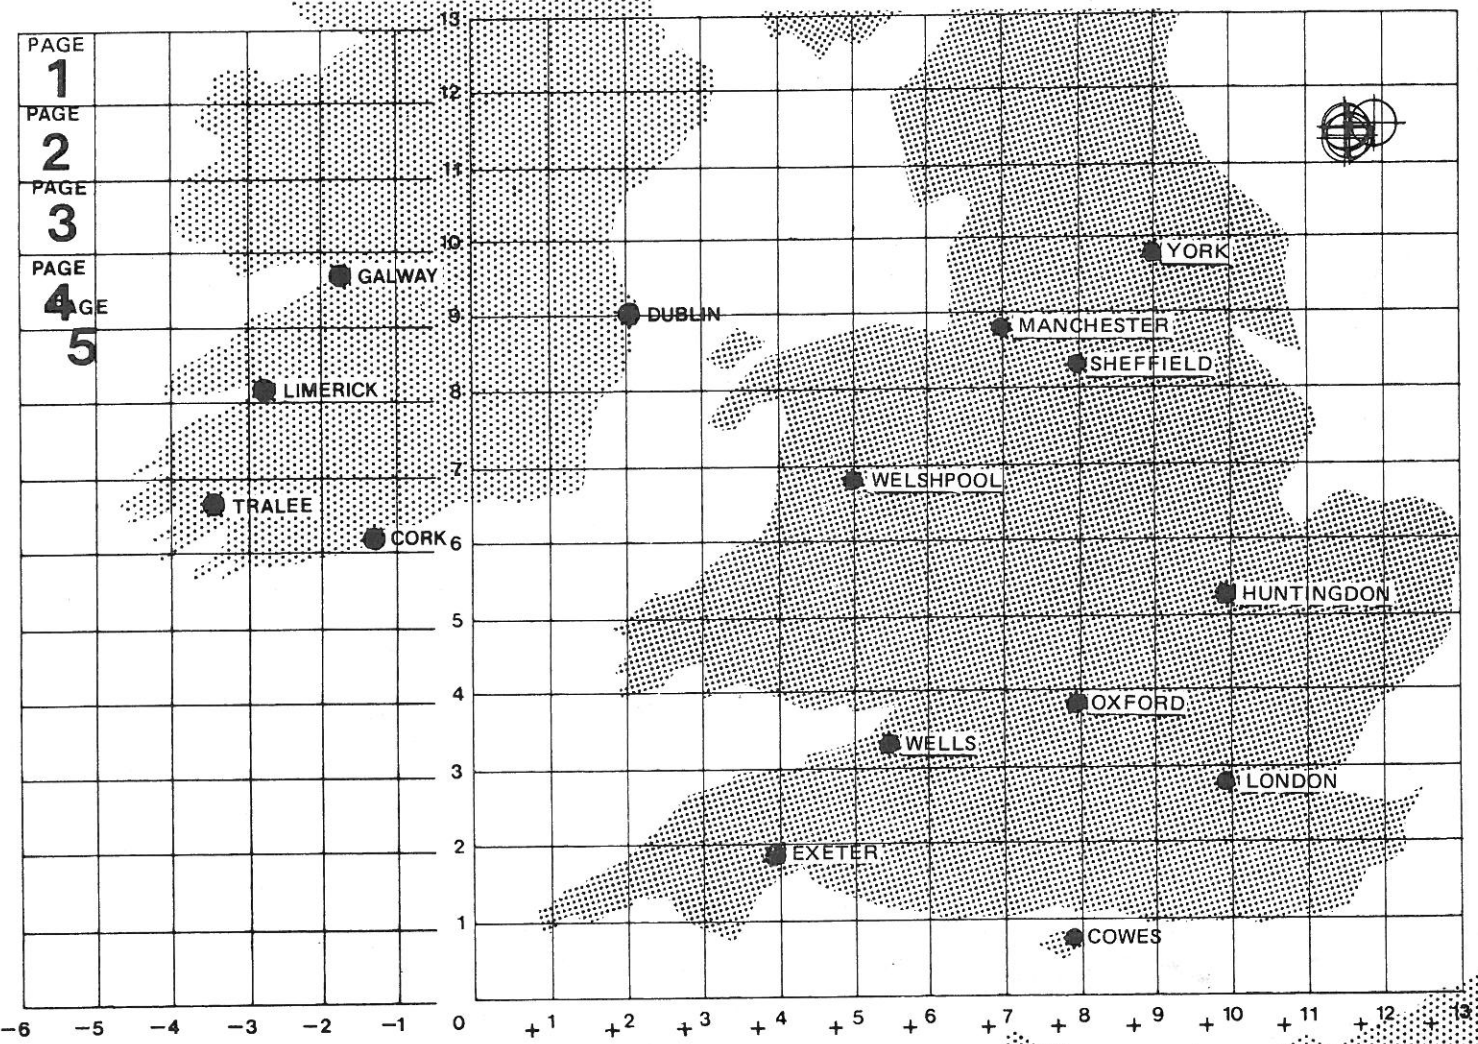 13
PAGE
1
12
PAGE
2
11
PAGE
3
10
YORK
PAGE
4
GALWAY
PAGE
5
9
DUBLIN
MANCHESTER
SHEFFIELD
8
LIMERICK
7
WELSHPOOL
TRALEE
CORK
6
HUNTINGDON
5
4
OXFORD
WELLS
3
LONDON
2
EXETER
1
COWES
-6 -5 -4 -3 -2 -1 0 +1 +2 +3 +4 +5 +6 +7 +8 +9 +10 +11 +12 +13